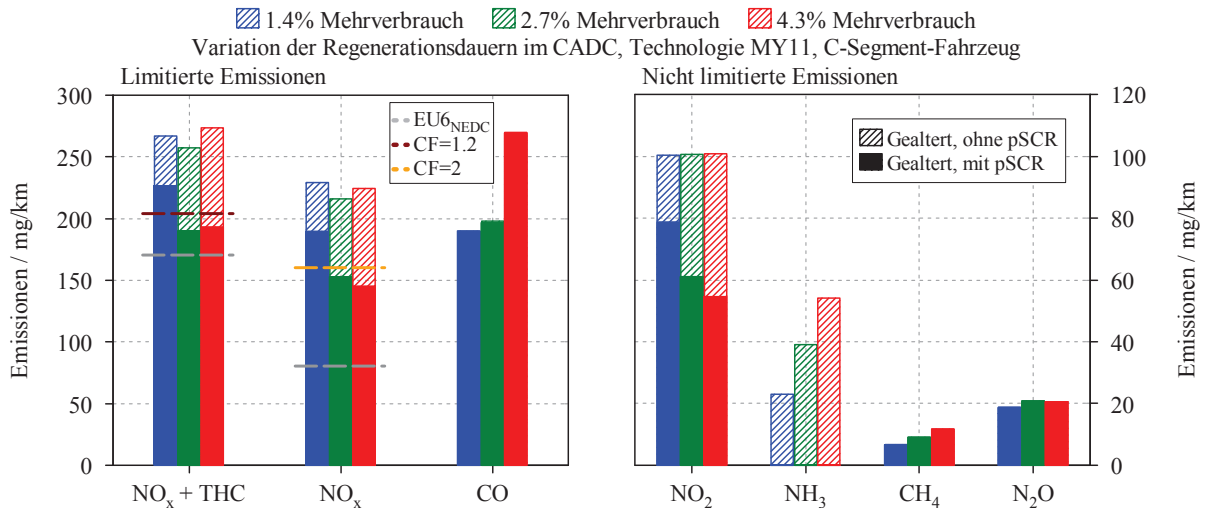 1.4% Mehrverbrauch 2.7% Mehrverbrauch 4.3% Mehrverbrauch
Variation der Regenerationsdauern im CADC, Technologie MY11, C-Segment-Fahrzeug
Limitierte Emissionen
Emissionen / mg/km
300
250
200
150
100
50
0
EU6NEDC
CF=1.2
CF=2
NOx + THC NOx CO
Nicht limitierte Emissionen
Gealtert, ohne pSCR
Gealtert, mit pSCR
120
100
80
60
40
20
0
Emissionen / mg/km
NO2 NH3 CH4 N2O